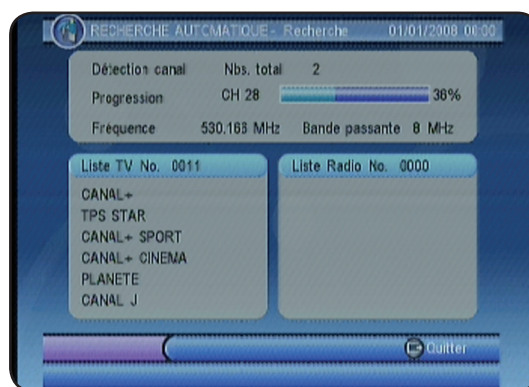 RECHERCHE AUTOMATIQUE - Recherche 01/01/2008 00:00
Détection canal Nbs. total 2
Progression CH 28 36%
Fréquence 530.166 MHz Bande passante 8 MHz
Liste TV No. 0011 Liste Radio No. 0000
CANAL+
TPS STAR
CANAL+ SPORT
CANAL+ CINEMA
PLANETE
CANAL J
Quitter